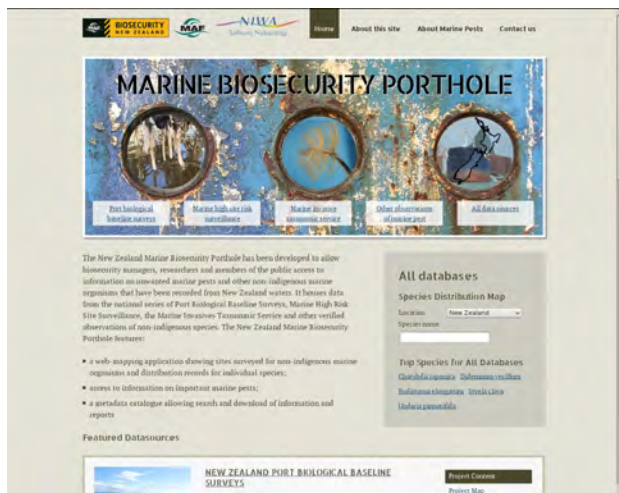 BIOSECURITY
NEW ZEALAND
MAF
NIWA
Taihoro Nukurangi
Home
About this site
About Marine Pests
Contact us
MARINE BIOSECURITY PORTHOLE
Port biological
baseline surveys
Marine high site risk
surveillance
Marine invasive
taxonomic service
Other observations
of marine pest
All data sources
The New Zealand Marine Biosecurity Porthole has been developed to allow
biosecurity managers, researchers and members of the public access to
information on unwanted marine pests and other non-indigenous marine
organisms that have been recorded from New Zealand waters. It houses data
from the national series of Port Biological Baseline Surveys, Marine High Risk
Site Surveillance, the Marine Invasives Taxonomic Service and other verified
observations of non-indigenous species. The New Zealand Marine Biosecurity
Porthole features:
a web-mapping application showing sites surveyed for non-indigenous marine
organisms and distribution records for individual species;
access to information on important marine pests;
a metadata catalogue allowing search and download of information and
reports
Featured Datasources
All databases
Species Distribution Map
Location
New Zealand
Species name
Top Species for All Databases
Charybdis japonica Didemnum vexillum
Styela clava
Undaria pinnatifida
NEW ZEALAND PORT BIOLOGICAL BASELINE
SURVEYS
Project Content
Project Map